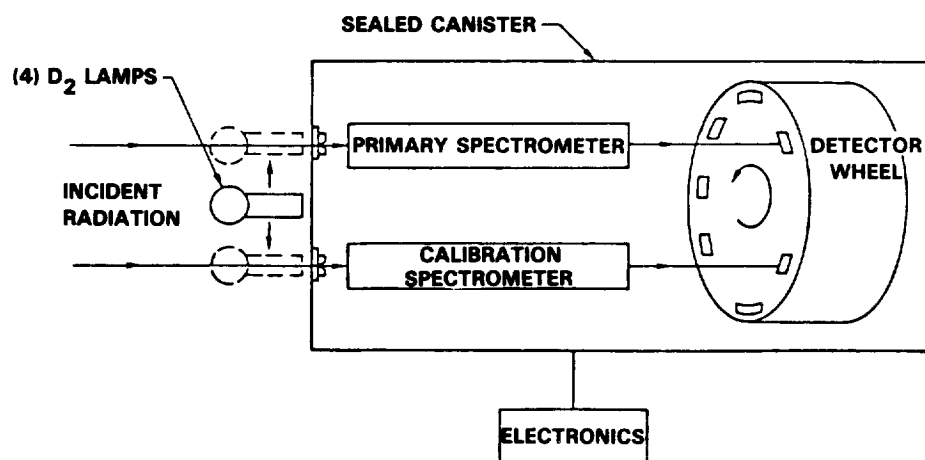 SEALED CANISTER
(4) D2 LAMPS
PRIMARY SPECTROMETER
DETECTOR
WHEEL
INCIDENT
RADIATION
CALIBRATION
SPECTROMETER
ELECTRONICS